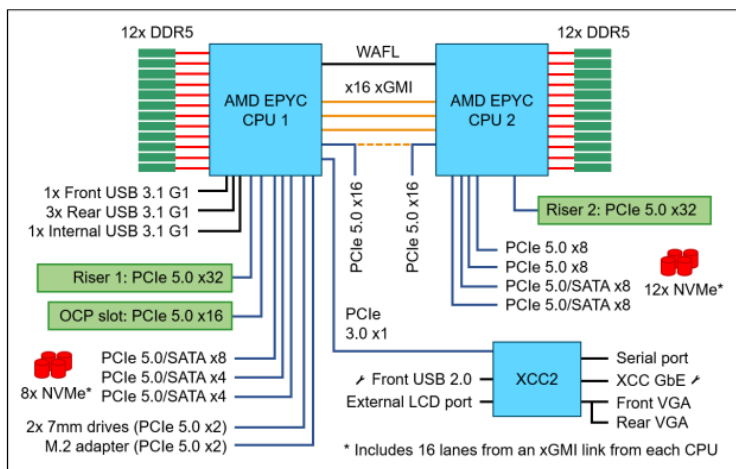 12x DDR5
12x DDR5
WAFL
x16 xGMI
AMD EPYC
CPU 1
AMD EPYC
CPU 2
1x Front USB 3.1 G1
3x Rear USB 3.1 G1
1x Internal USB 3.1 G1
PCIe 5.0 x16
PCIe 5.0 x16
Riser 2: PCIe 5.0 x32
PCIe 5.0 x8
PCIe 5.0 x8
PCIe 5.0/SATA x8
PCIe 5.0/SATA x8
12x NVMe*
Riser 1: PCIe 5.0 x32
OCP slot: PCIe 5.0 x16
PCIe
3.0 x1
PCIe 5.0/SATA x8
PCIe 5.0/SATA x4
PCIe 5.0/SATA x4
8x NVMe*
2x 7mm drives (PCIe 5.0 x2)
M.2 adapter (PCIe 5.0 x2)
Front USB 2.0
External LCD port
XCC2
Serial port
XCC GbE
Front VGA
Rear VGA
* Includes 16 lanes from an xGMI link from each CPU